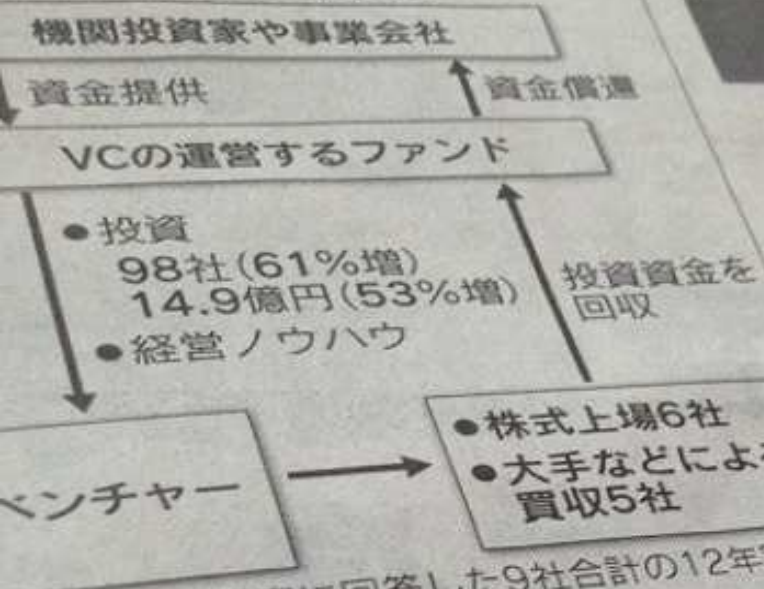 機関投資家や事業会社
資金提供
資金償還
VCの運営するファンド
●投資
98社(61%増)
14.9億円(53%増)
●経営ノウハウ
投資資金を
回収
ベンチャー
●株式上場6社
●大手などによる
買収5社
に回答した9社合計の12年